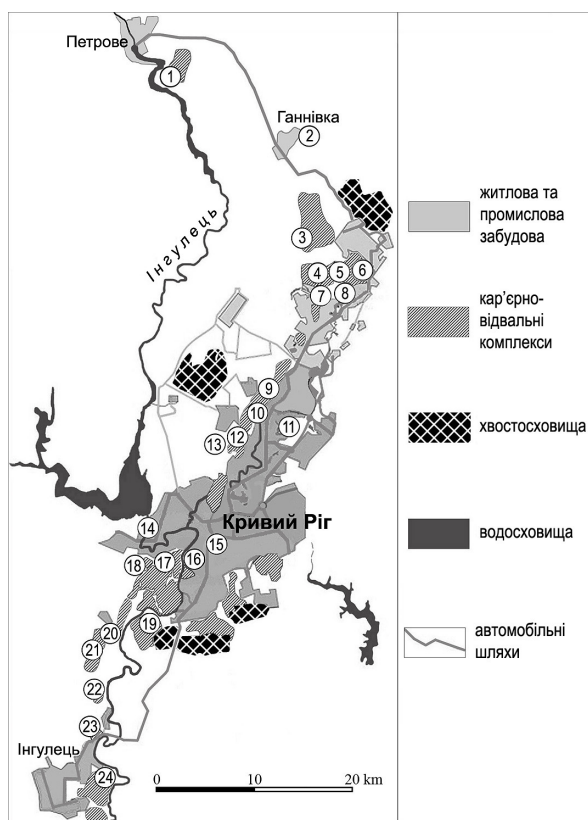 Петрове
1
Ганнівка
2
Інгулець
3
4
5
6
7
8
9
10
11
12
13
14
Кривий Ріг
15
16
17
18
19
20
21
22
23
Інгулець
24
0
10
20 km
житлова та
промислова
забудова
кар’єрно-
відвальні
комплекси
хвостосховища
водосховища
автомобільні
шляхи